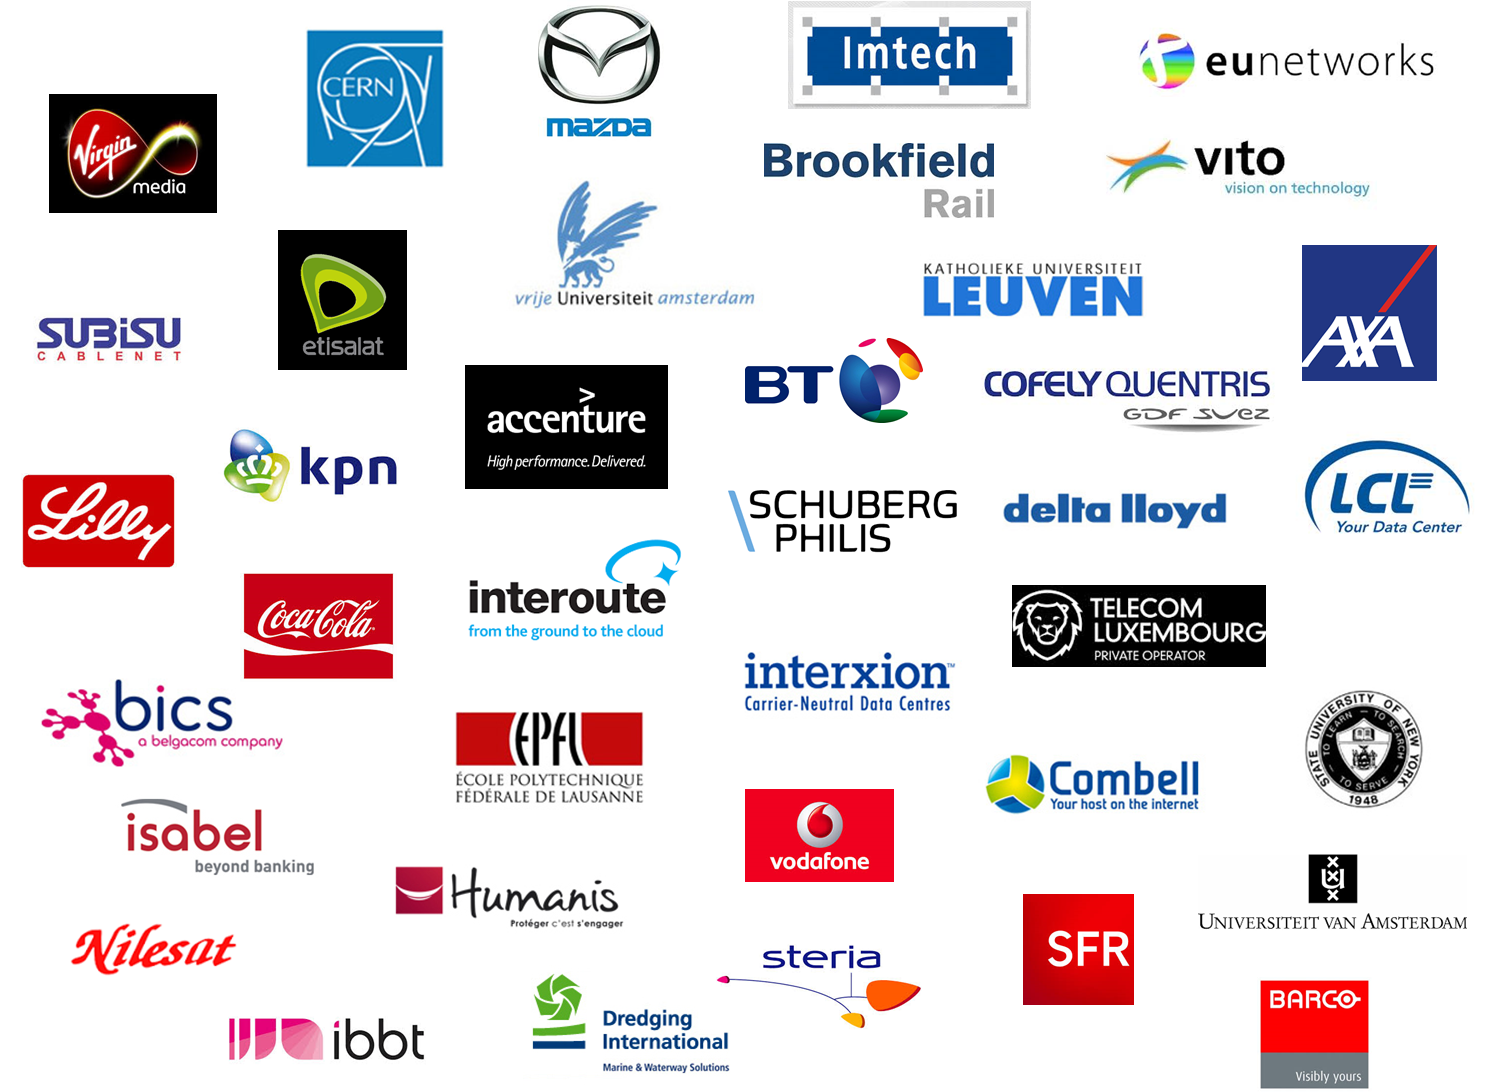 Virgin
media
CERN
mazda
Imtech
eunetworks
Brookfield
Rail
vito
vision on technology
etisalat
vrije Universiteit amsterdam
KATHOLIEKE UNIVERSITEIT
LEUVEN
AXA
SUBiSU
CABLENET
accenture
High performance. Delivered.
BT
COFELY QUENTRIS
GDF SUEZ
kpn
Lilly
SCHUBERG
PHILIS
delta lloyd
LCL
Your Data Center
Coca-Cola
interoute
from the ground to the cloud
TELECOM
LUXEMBOURG
PRIVATE OPERATOR
interxion™
Carrier-Neutral Data Centres
bics
a belgacom company
EPFL
ÉCOLE POLYTECHNIQUE
FÉDÉRALE DE LAUSANNE
Combell
Your host on the internet
STATE UNIVERSITY OF NEW YORK
TO LEARN — TO SEARCH —
TO SERVE
1948
isabel
beyond banking
vodafone
Humanis
Protéger c'est s'engager
U
UNIVERSITEIT VAN AMSTERDAM
Nilesat
steria
SFR
ibbt
Dredging
International
Marine & Waterway Solutions
BARCO
Visibly yours